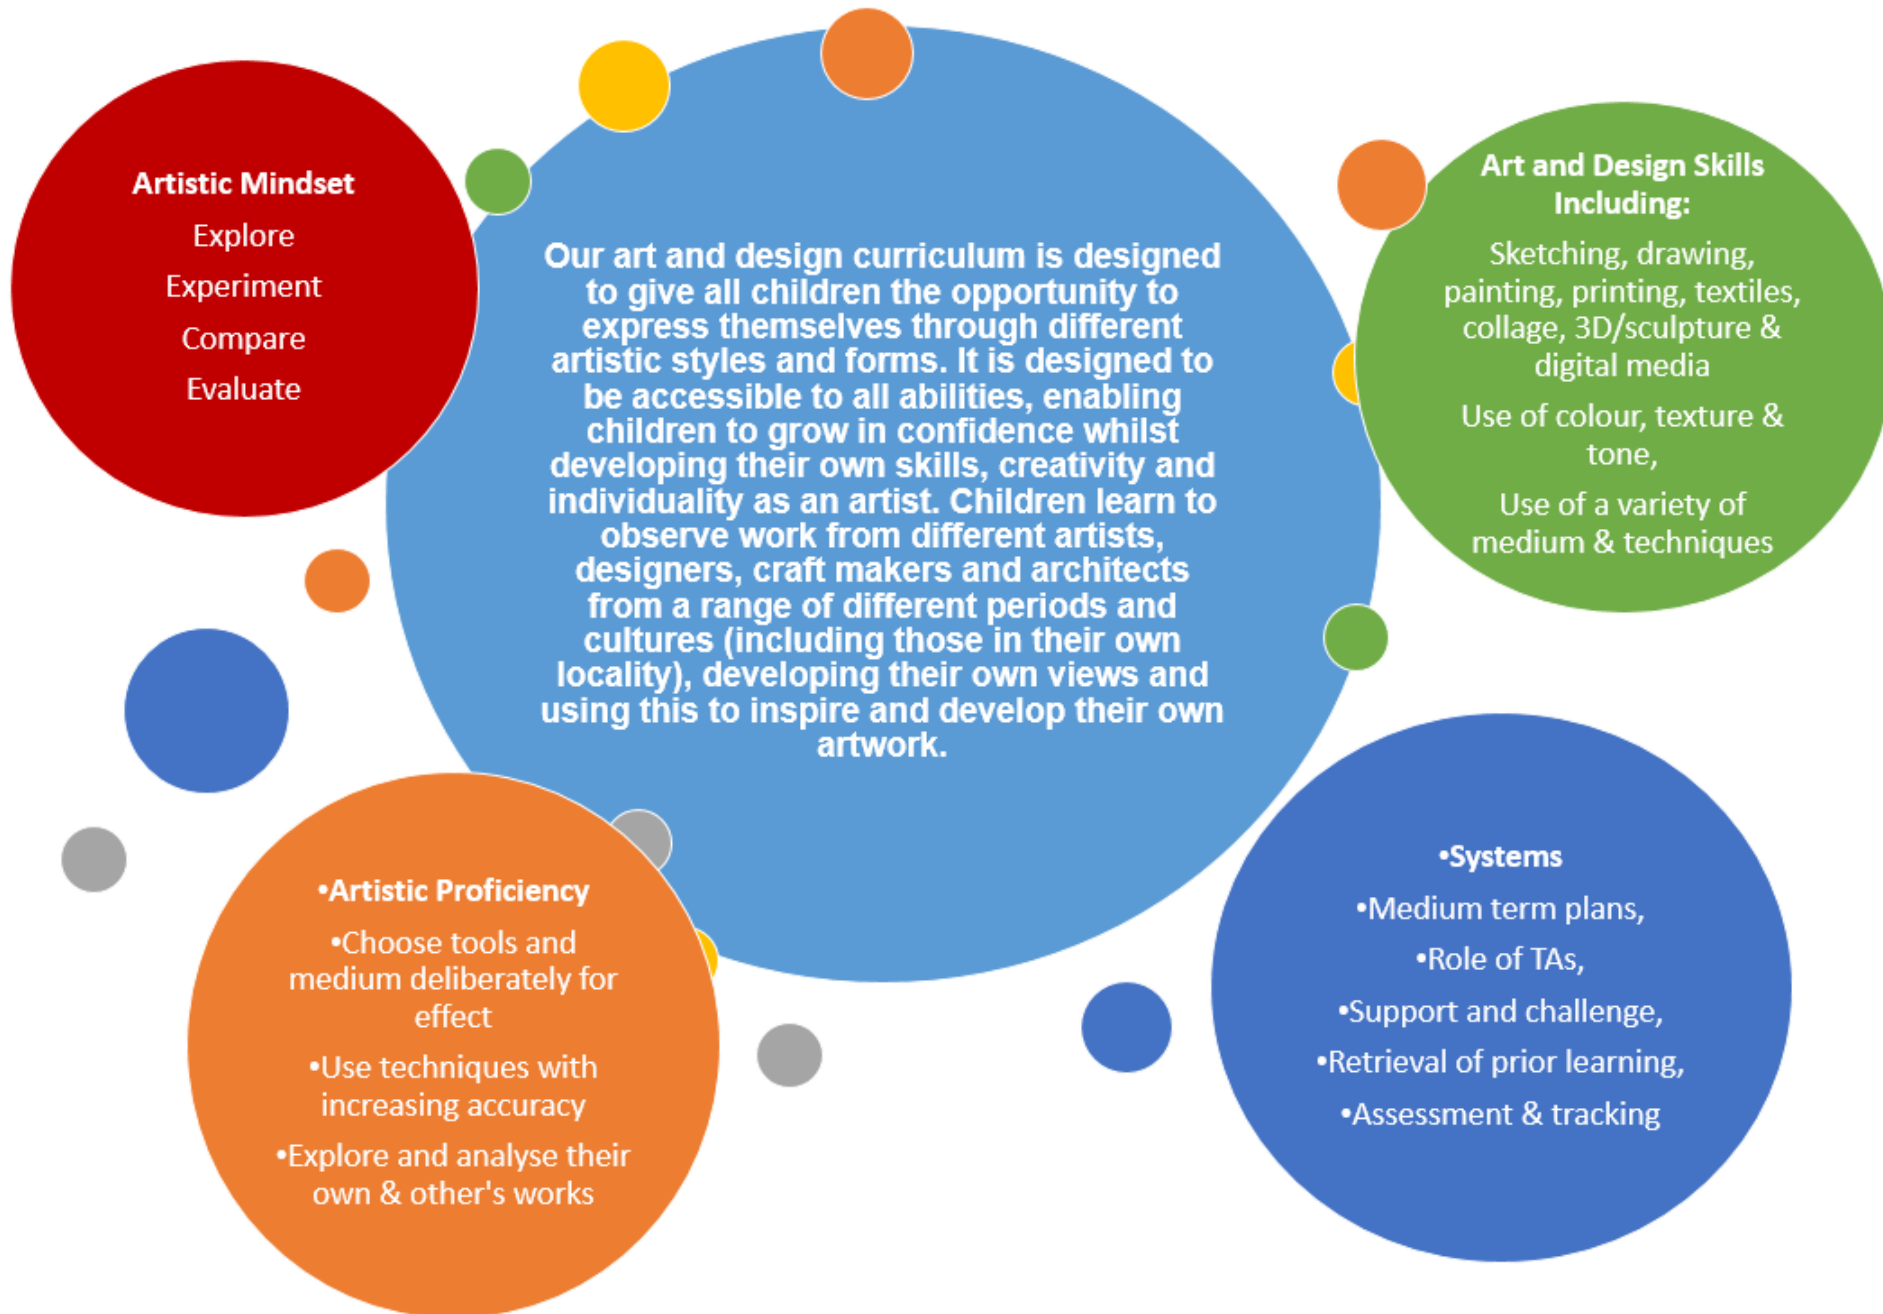 Artistic Mindset
Explore
Experiment
Compare
Evaluate
Our art and design curriculum is designed
to give all children the opportunity to
express themselves through different
artistic styles and forms. It is designed to
be accessible to all abilities, enabling
children to grow in confidence whilst
developing their own skills, creativity and
individuality as an artist. Children learn to
observe work from different artists,
designers, craft makers and architects
from a range of different periods and
cultures (including those in their own
locality), developing their own views and
using this to inspire and develop their own
artwork.
Art and Design Skills
Including:
Sketching, drawing,
painting, printing, textiles,
collage, 3D/sculpture &
digital media
Use of colour, texture &
tone,
Use of a variety of
medium & techniques
•Artistic Proficiency
•Choose tools and
medium deliberately for
effect
•Use techniques with
increasing accuracy
•Explore and analyse their
own & other's works
•Systems
•Medium term plans,
•Role of TAs,
•Support and challenge,
•Retrieval of prior learning,
•Assessment & tracking